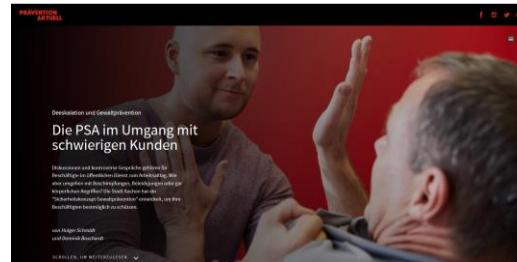 PRÄVENTION
AKTUELL
Deeskalation und Gewaltprävention
Die PSA im Umgang mit
schwierigen Kunden
Diskussionen und kontroverse Gespräche gehören für
Beschäftigte im öffentlichen Dienst zum Arbeitsalltag. Wie
aber umgehen mit Beschimpfungen, Beleidigungen oder gar
körperlichen Angriffen? Die Stadt Aachen hat ein
"Sicherheitskonzept Gewaltprävention" entwickelt, um ihre
Beschäftigten bestmöglich zu schützen.
von Holger Schmidt
und Dominik Buschardt
SCROLLEN, UM WEITERZULESEN